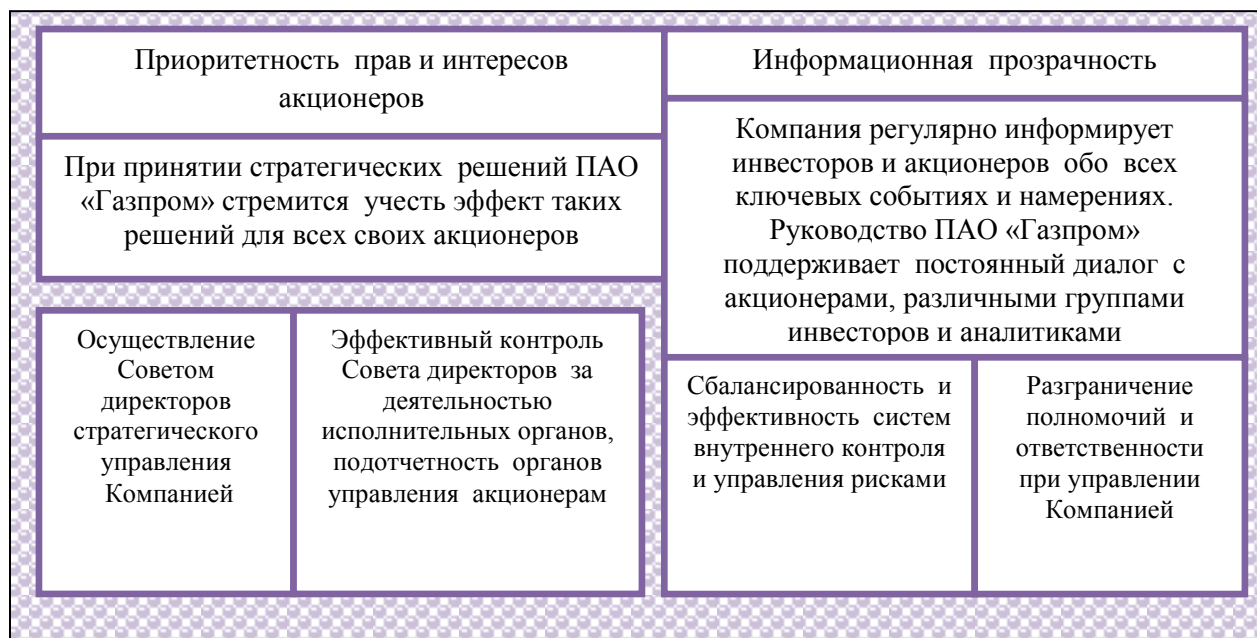 Приоритетность прав и интересов
акционеров
При принятии стратегических решений ПАО
«Газпром» стремится учесть эффект таких
решений для всех своих акционеров
Информационная прозрачность
Компания регулярно информирует
инвесторов и акционеров обо всех
ключевых событиях и намерениях.
Руководство ПАО «Газпром»
поддерживает постоянный диалог с
акционерами, различными группами
инвесторов и аналитиками
Осуществление
Советом
директоров
стратегического
управления
Компанией
Эффективный контроль
Совета директоров за
деятельностью
исполнительных органов,
подотчетность органов
управления акционерам
Сбалансированность и
эффективность систем
внутреннего контроля
и управления рисками
Разграничение
полномочий и
ответственности
при управлении
Компанией